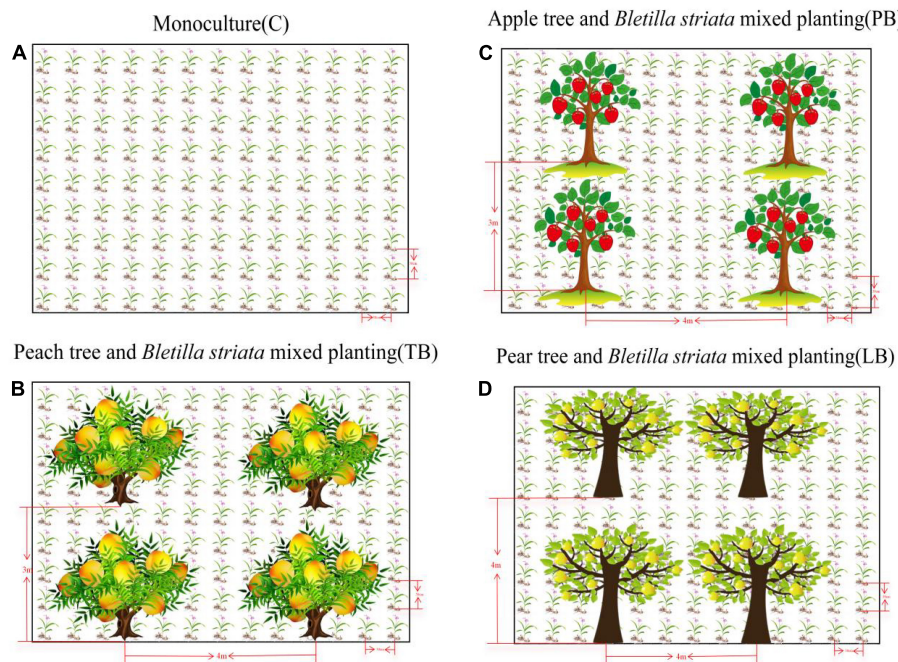 Monoculture(C)
Apple tree and Bletilla striata mixed planting(PB)
A
C
3m
4m
Peach tree and Bletilla striata mixed planting(TB)
Pear tree and Bletilla striata mixed planting(LB)
B
D
3m
4m
4m
4m